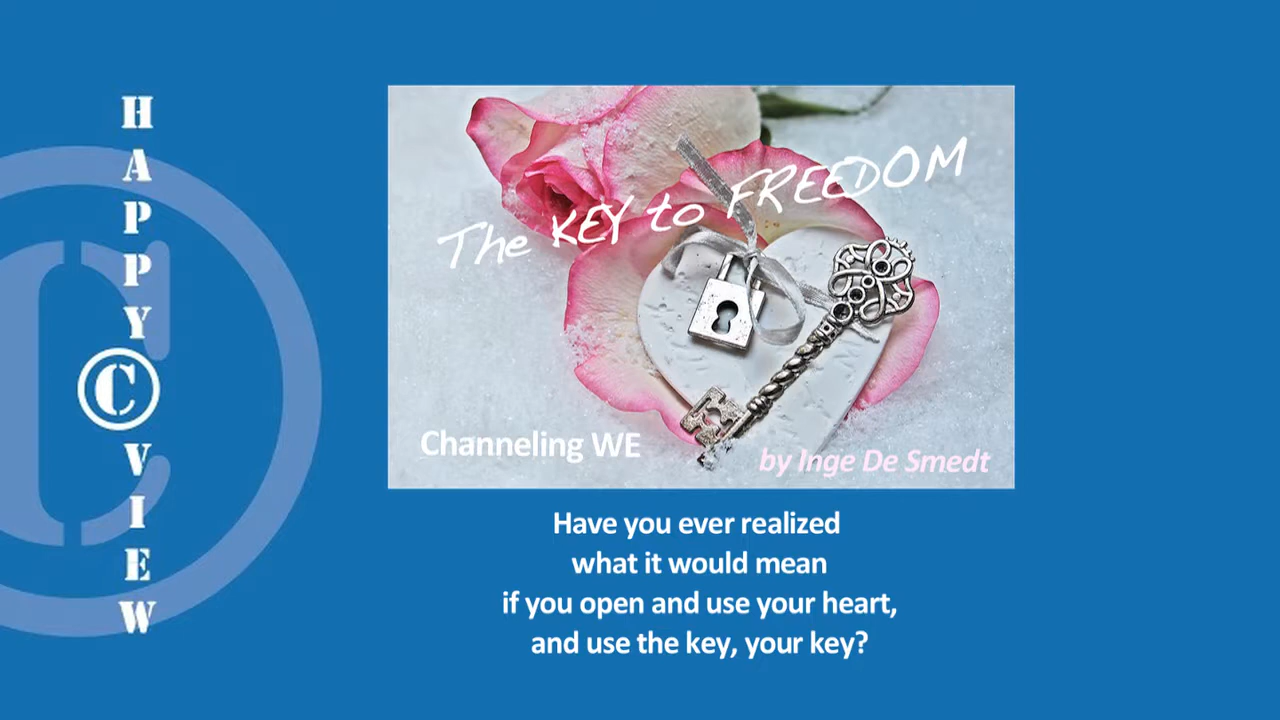 HAPPY
©
VIEW
The KEY to FREEDOM
Channeling WE
by Inge De Smedt
Have you ever realized
what it would mean
if you open and use your heart,
and use the key, your key?